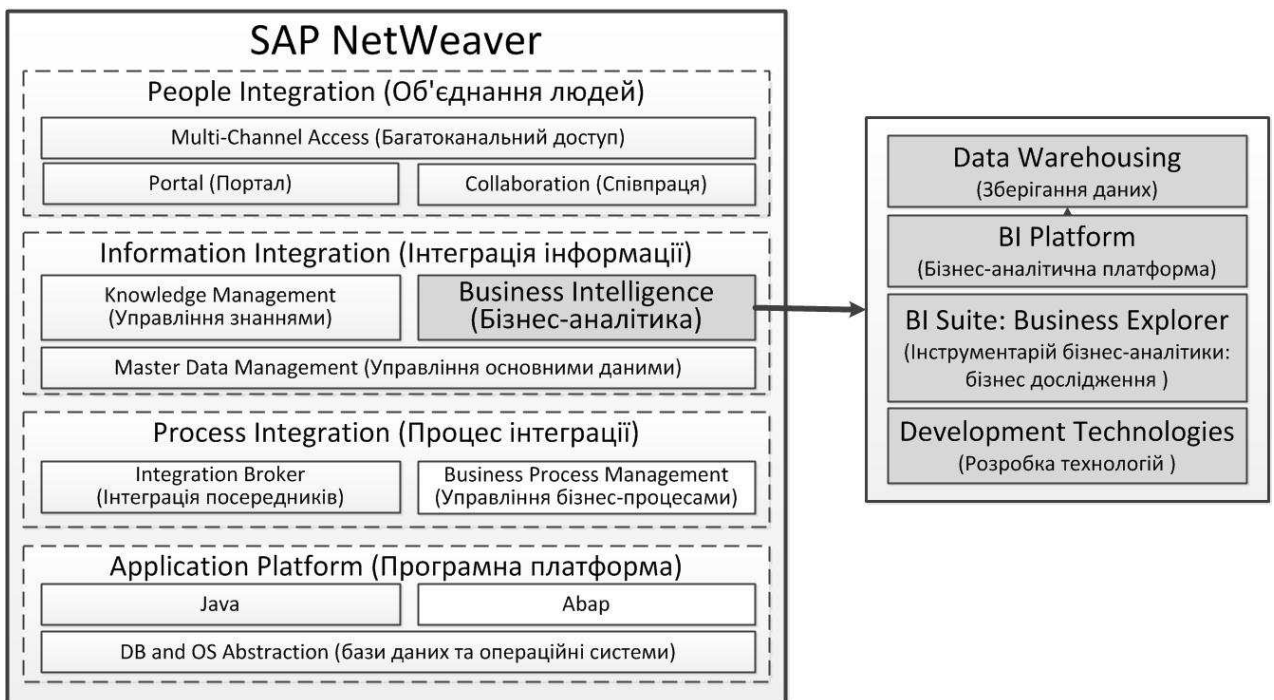 SAP NetWeaver
People Integration (Об'єднання людей)
Multi-Channel Access (Багатоканальний доступ)
Portal (Портал)
Collaboration (Співпраця)
Information Integration (Інтеграція інформації)
Knowledge Management
(Управління знаннями)
Business Intelligence
(Бізнес-аналітика)
Master Data Management (Управління основними даними)
Process Integration (Процес інтеграції)
Integration Broker
(Інтеграція посередників)
Business Process Management
(Управління бізнес-процесами)
Application Platform (Програмна платформа)
Java
Abap
DB and OS Abstraction (бази даних та операційні системи)
Data Warehousing
(Зберігання даних)
BI Platform
(Бізнес-аналітична платформа)
BI Suite: Business Explorer
(Інструментарій бізнес-аналітики:
бізнес дослідження )
Development Technologies
(Розробка технологій )